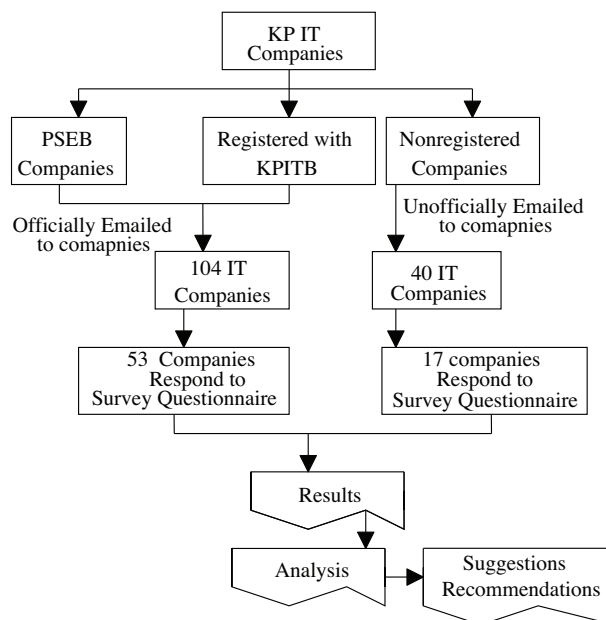 KP IT
Companies
PSEB
Companies
Registered with
KPITB
Nonregistered
Companies
Officially Emailed
to comapnies
Unofficially Emailed
to comapnies
104 IT
Companies
40 IT
Companies
53 Companies
Respond to
Survey Questionnaire
17 companies
Respond to
Survey Questionnaire
Results
Analysis
Suggestions
Recommendations